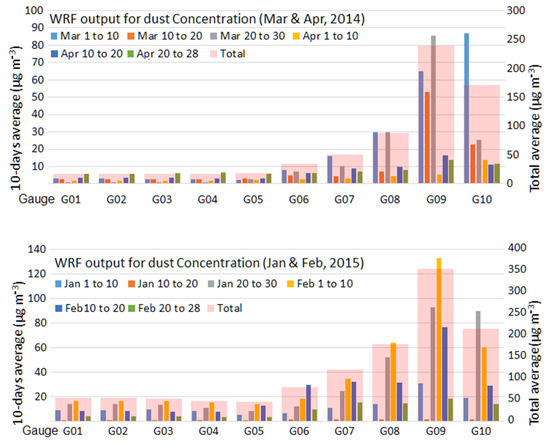 WRF output for dust Concentration (Mar & Apr, 2014)
Mar 1 to 10 Mar 10 to 20 Mar 20 to 30 Apr 1 to 10
Apr 10 to 20 Apr 20 to 28 Total
10-days average (µg m⁻³)
100
90
80
70
60
50
40
30
20
10
Total average (µg m⁻³)
300
250
200
150
100
50
0
Gauge G01 G02 G03 G04 G05 G06 G07 G08 G09 G10
WRF output for dust Concentration (Jan & Feb, 2015)
Jan 1 to 10 Jan 10 to 20 Jan 20 to 30 Feb 1 to 10
Feb10 to 20 Feb 20 to 28 Total
10-days average (µg m⁻³)
140
120
100
80
60
40
20
Total average (µg m⁻³)
400
350
300
250
200
150
100
50
0
Gauge G01 G02 G03 G04 G05 G06 G07 G08 G09 G10